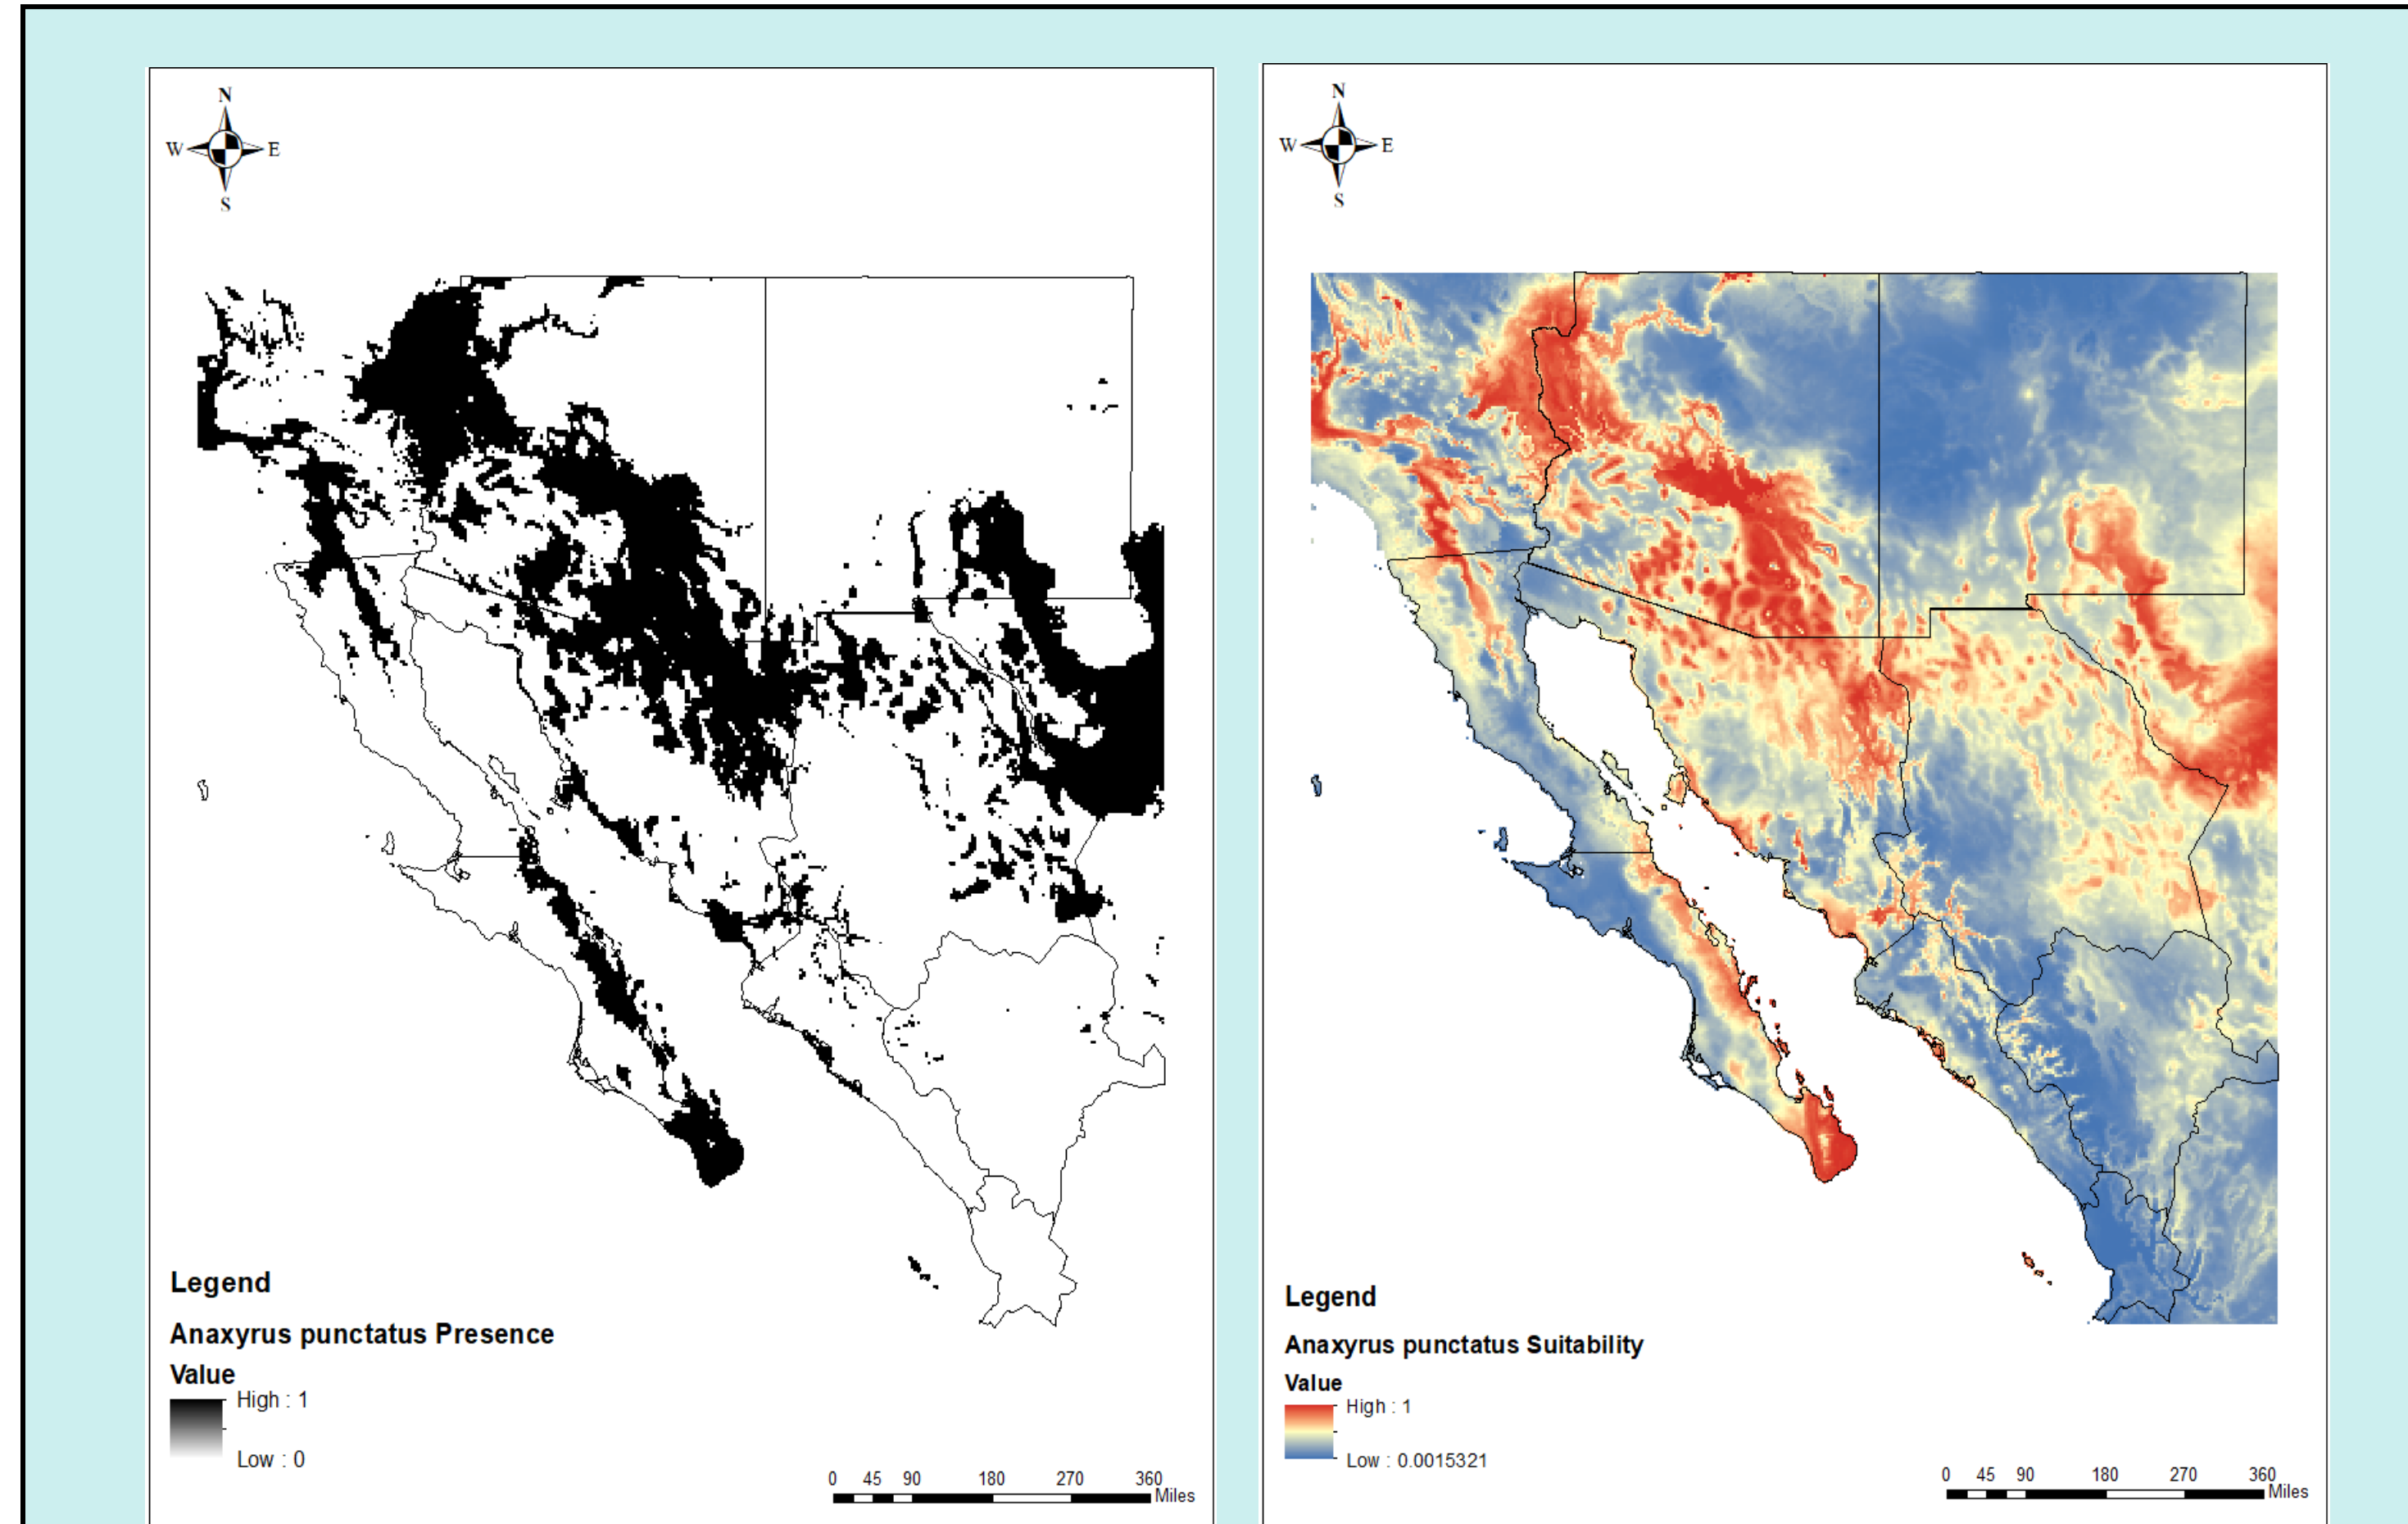 N
W E
S
Legend
Anaxyrus punctatus Presence
Value
High : 1
Low : 0
0 45 90 180 270 360
Miles
N
W E
S
Legend
Anaxyrus punctatus Suitability
Value
High : 1
Low : 0.0015321
0 45 90 180 270 360
Miles